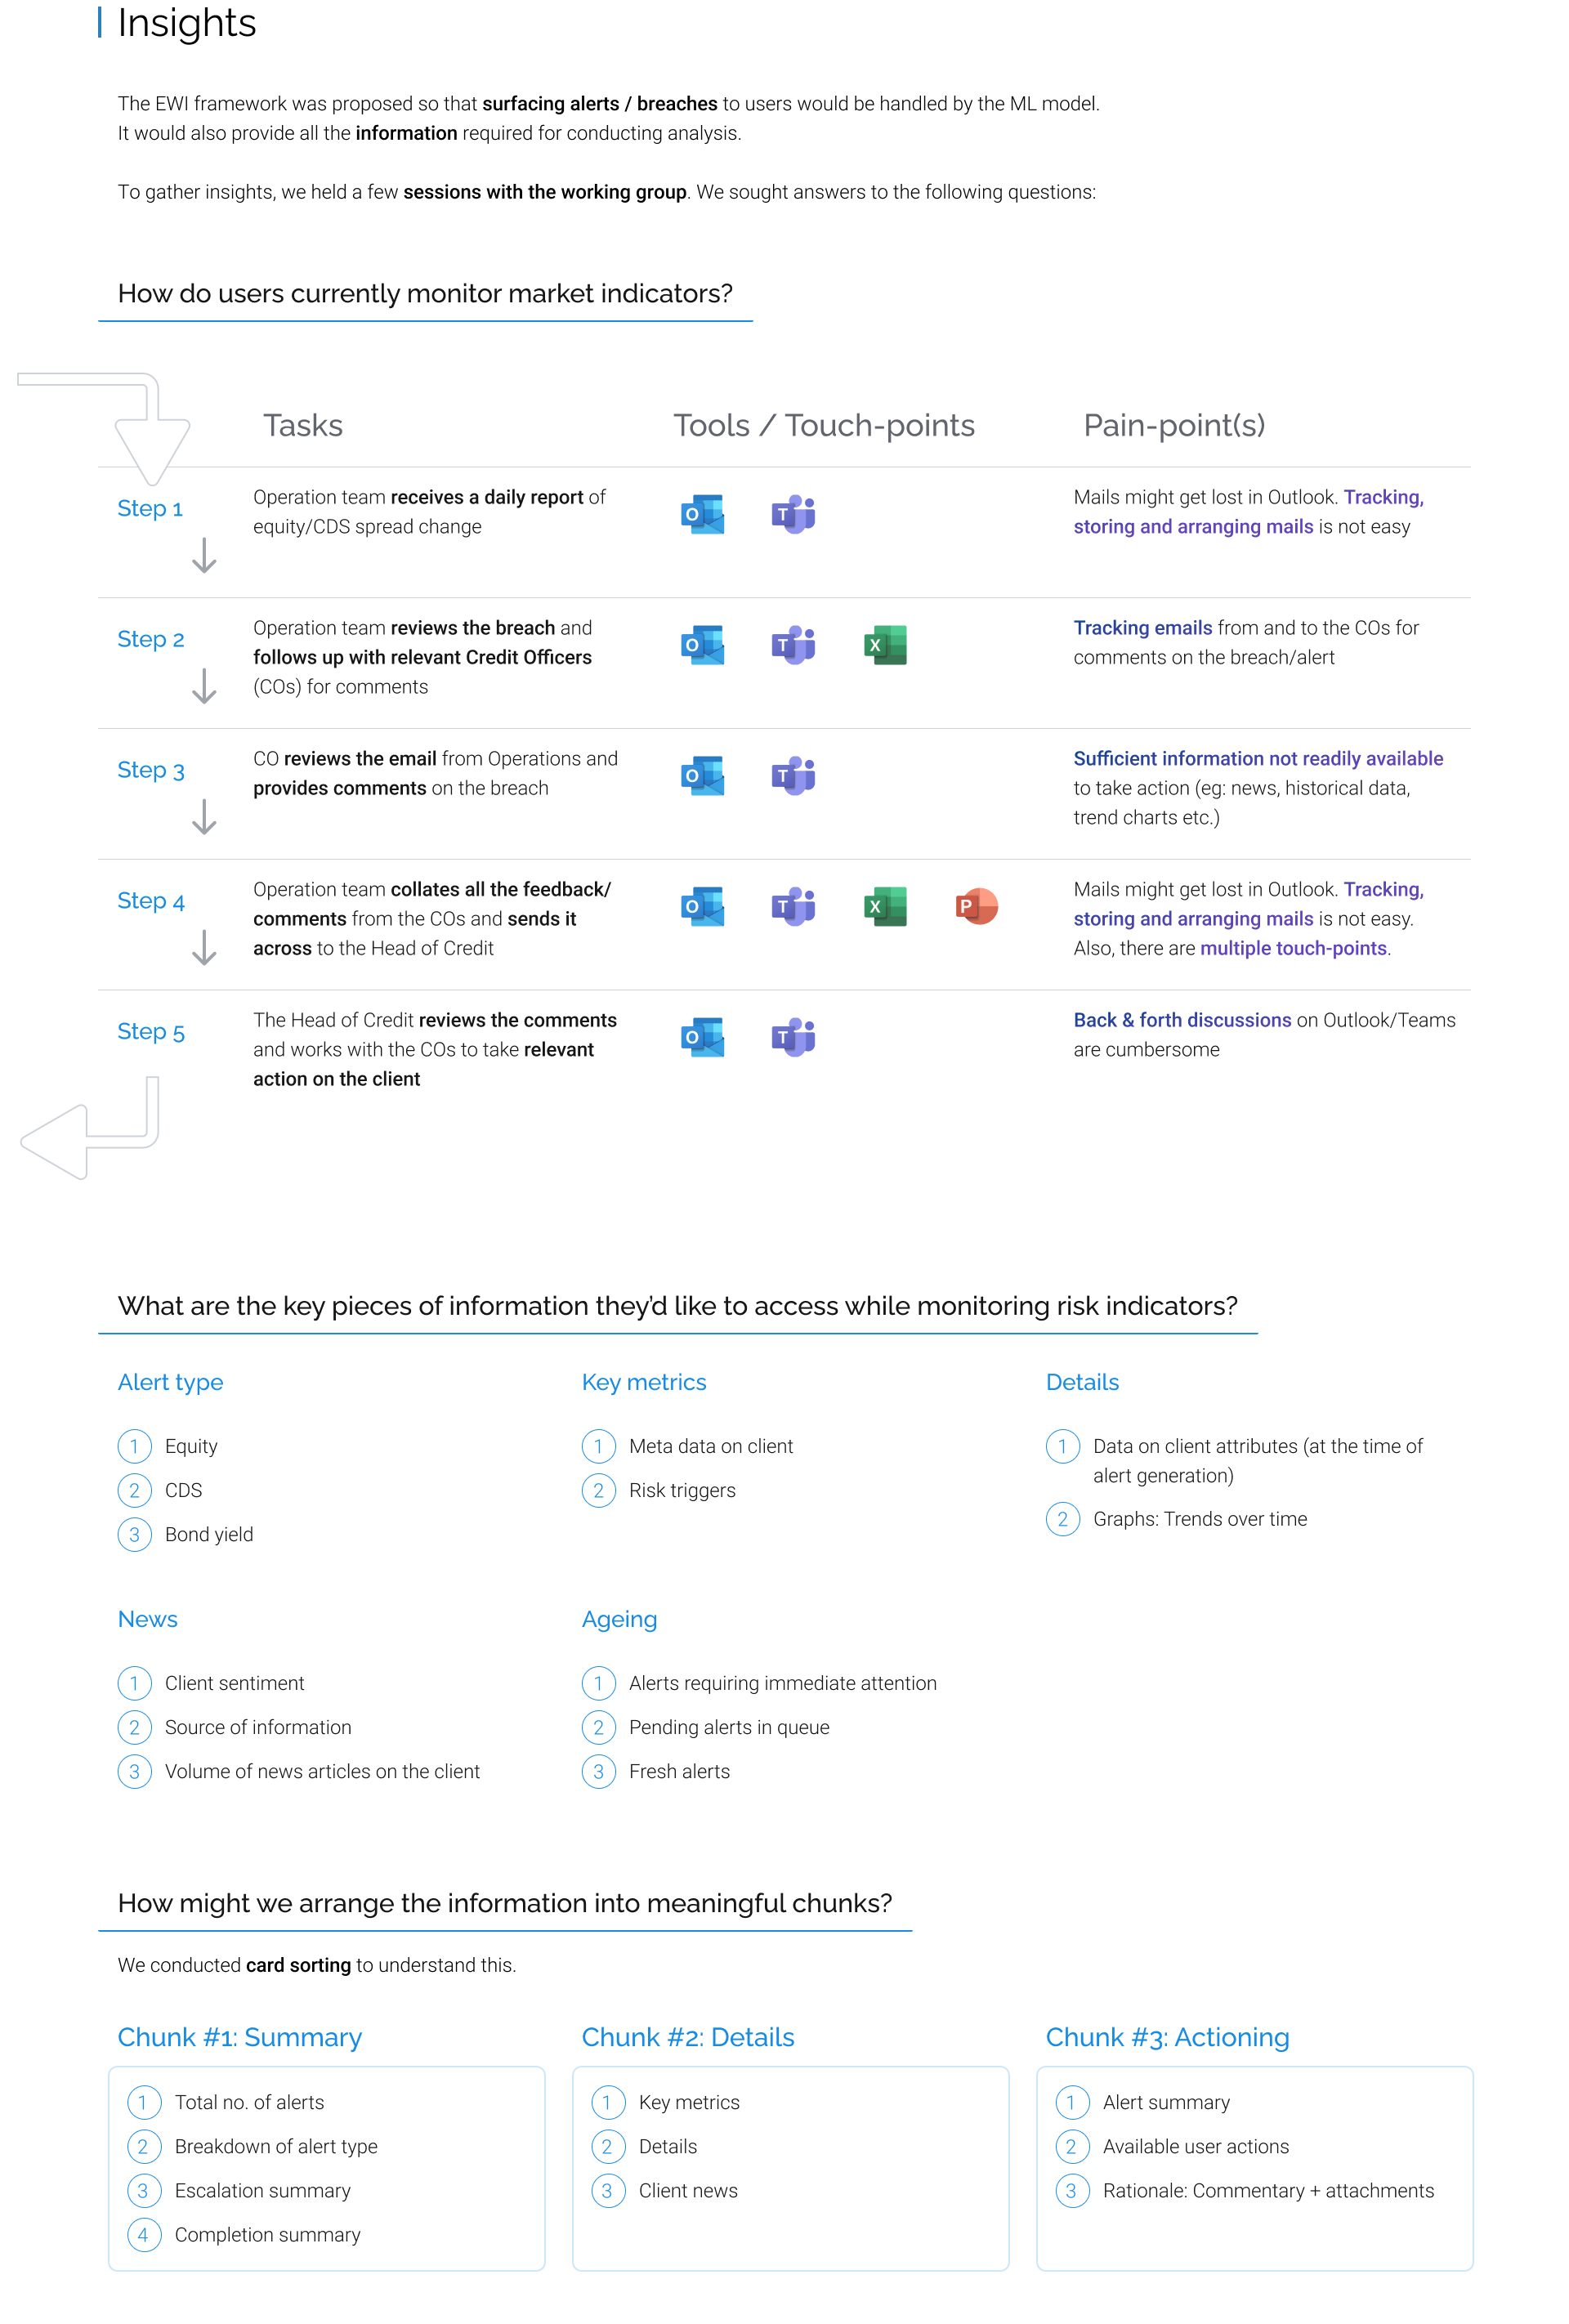 Insights
The EWI framework was proposed so that surfacing alerts / breaches to users would be handled by the ML model.
It would also provide all the information required for conducting analysis.
To gather insights, we held a few sessions with the working group. We sought answers to the following questions:
How do users currently monitor market indicators?
Tasks
Tools / Touch-points
Pain-point(s)
Step 1
Operation team receives a daily report of
equity/CDS spread change
O
T
Mails might get lost in Outlook. Tracking,
storing and arranging mails is not easy
Step 2
Operation team reviews the breach and
follows up with relevant Credit Officers
(COs) for comments
O
T
X
Tracking emails from and to the COs for
comments on the breach/alert
Step 3
CO reviews the email from Operations and
provides comments on the breach
O
T
Sufficient information not readily available
to take action (eg: news, historical data,
trend charts etc.)
Step 4
Operation team collates all the feedback/
comments from the COs and sends it
across to the Head of Credit
O
T
X
P
Mails might get lost in Outlook. Tracking,
storing and arranging mails is not easy.
Also, there are multiple touch-points.
Step 5
The Head of Credit reviews the comments
and works with the COs to take relevant
action on the client
O
T
Back & forth discussions on Outlook/Teams
are cumbersome
What are the key pieces of information they'd like to access while monitoring risk indicators?
Alert type
1 Equity
2 CDS
3 Bond yield
Key metrics
1 Meta data on client
2 Risk triggers
Details
1 Data on client attributes (at the time of
alert generation)
2 Graphs: Trends over time
News
1 Client sentiment
2 Source of information
3 Volume of news articles on the client
Ageing
1 Alerts requiring immediate attention
2 Pending alerts in queue
3 Fresh alerts
How might we arrange the information into meaningful chunks?
We conducted card sorting to understand this.
Chunk #1: Summary
1 Total no. of alerts
2 Breakdown of alert type
3 Escalation summary
4 Completion summary
Chunk #2: Details
1 Key metrics
2 Details
3 Client news
Chunk #3: Actioning
1 Alert summary
2 Available user actions
3 Rationale: Commentary + attachments